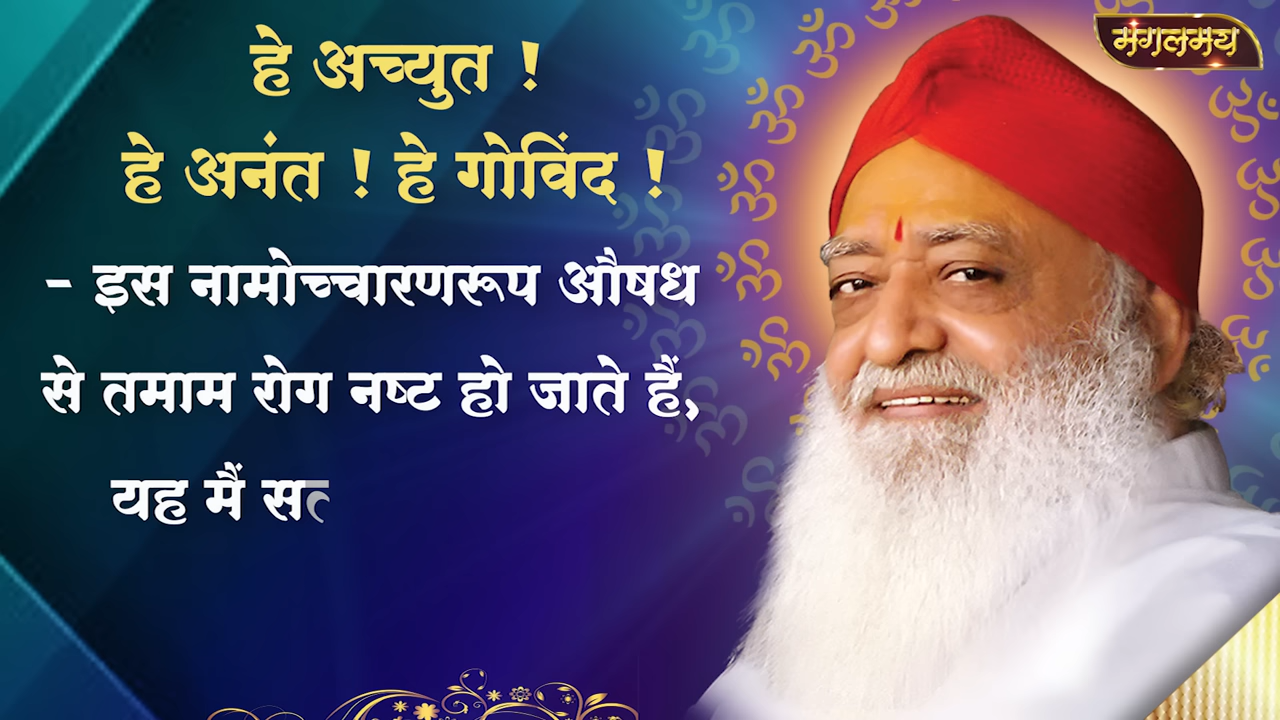 हे अच्युत !
हे अनंत ! हे गोविंद !
- इस नामोच्चारणरूप औषध
से तमाम रोग नष्ट हो जाते हैं,
यह मैं
मंगलमय